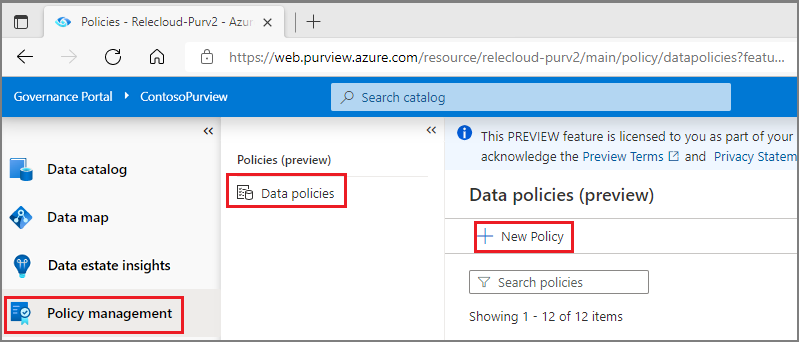 Policies - Relecloud-Purv2 - Azu
https://web.purview.azure.com/resource/relecloud-purv2/main/policy/datapolicies?featu...
Governance Portal ▸ ContosoPurview
Search catalog
Data catalog
Data map
Data estate insights
Policy management
Policies (preview)
Data policies
This PREVIEW feature is licensed to you as part of your
acknowledge the Preview Terms and Privacy Statem
Data policies (preview)
New Policy
Search policies
Showing 1 - 12 of 12 items